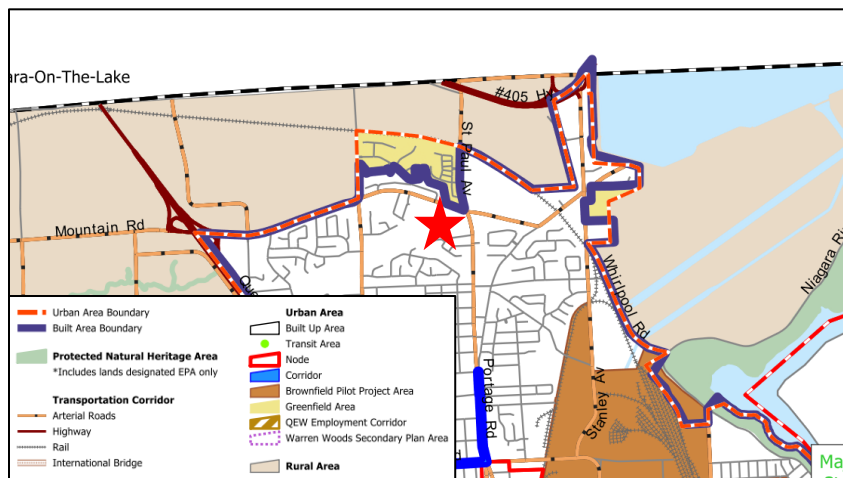 ara-On-The-Lake
#405 H
St. Paul Av
Mountain Rd
Qu
Whirlpool Rd
Niagara Ri
Portage Rd
Stanley Av
Ma
Urban Area Boundary
Built Area Boundary
Protected Natural Heritage Area
*Includes lands designated EPA only
Transportation Corridor
Arterial Roads
Highway
Rail
International Bridge
Urban Area
Built Up Area
Transit Area
Node
Corridor
Brownfield Pilot Project Area
Greenfield Area
QEW Employment Corridor
Warren Woods Secondary Plan Area
Rural Area